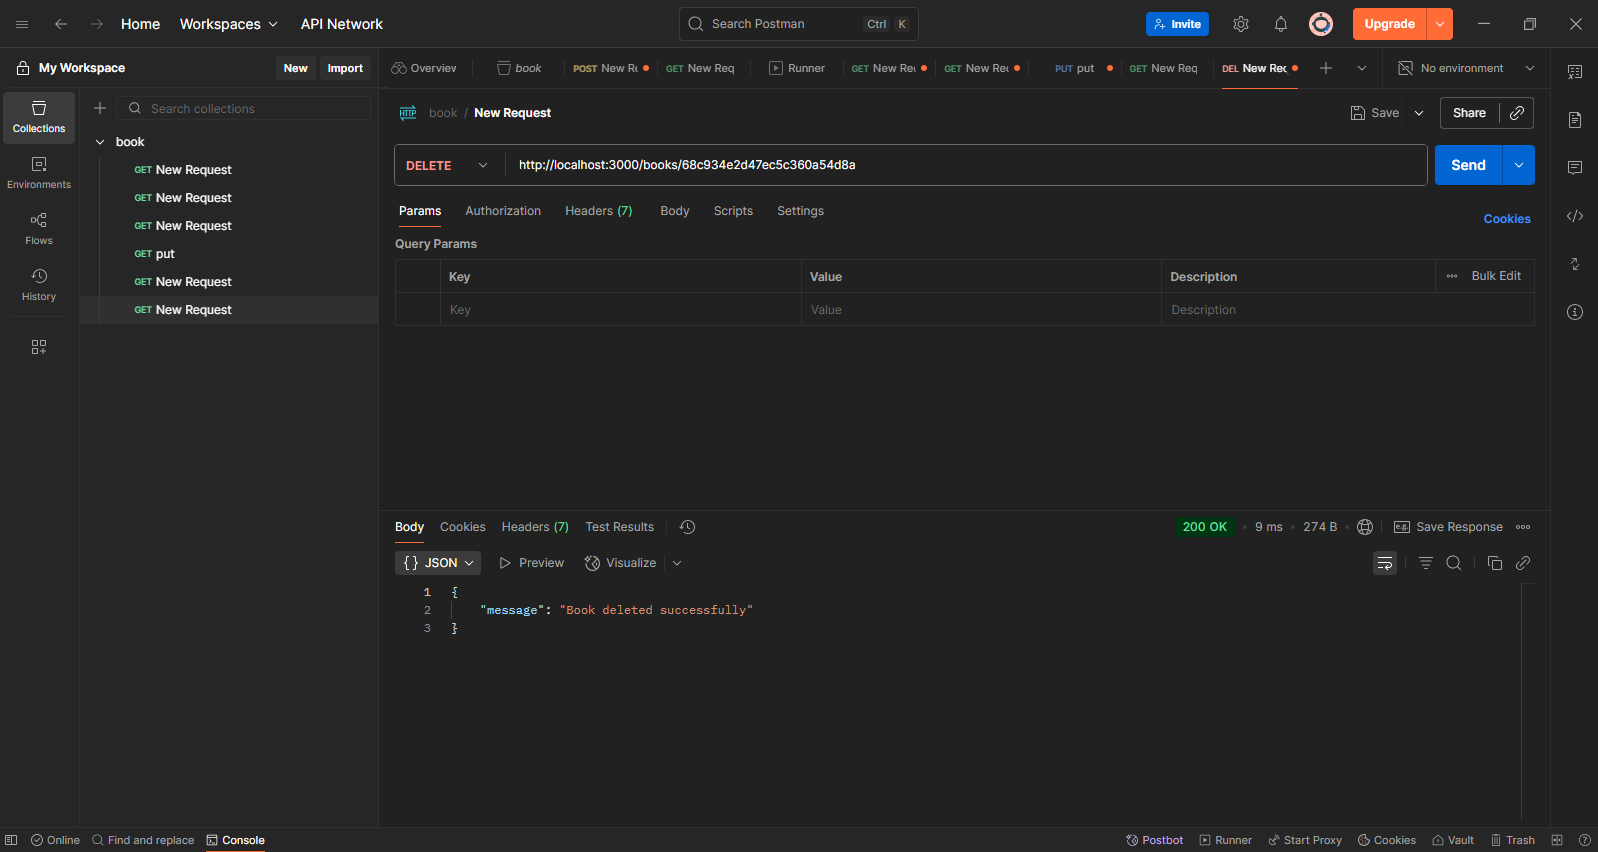 Home Workspaces API Network Search Postman Ctrl K Invite Upgrade
My Workspace New Import Overview book POST New Re GET New Req Runner GET New Rec GET New Rec PUT put GET New Req DEL New Req No environment
Search collections
Collections
book
GET New Request
GET New Request
GET New Request
GET put
GET New Request
GET New Request
Environments
Flows
History
book / New Request Save Share
DELETE http://localhost:3000/books/68c934e2d47ec5c360a54d8a Send
Params Authorization Headers (7) Body Scripts Settings Cookies
Query Params
Key Value Description Bulk Edit
Key Value Description
Body Cookies Headers (7) Test Results 200 OK 9 ms 274 B e.g. Save Response
{} JSON Preview Visualize
1 {
2 "message": "Book deleted successfully"
3 }
Online Find and replace Console Postbot Runner Start Proxy Cookies Vault Trash